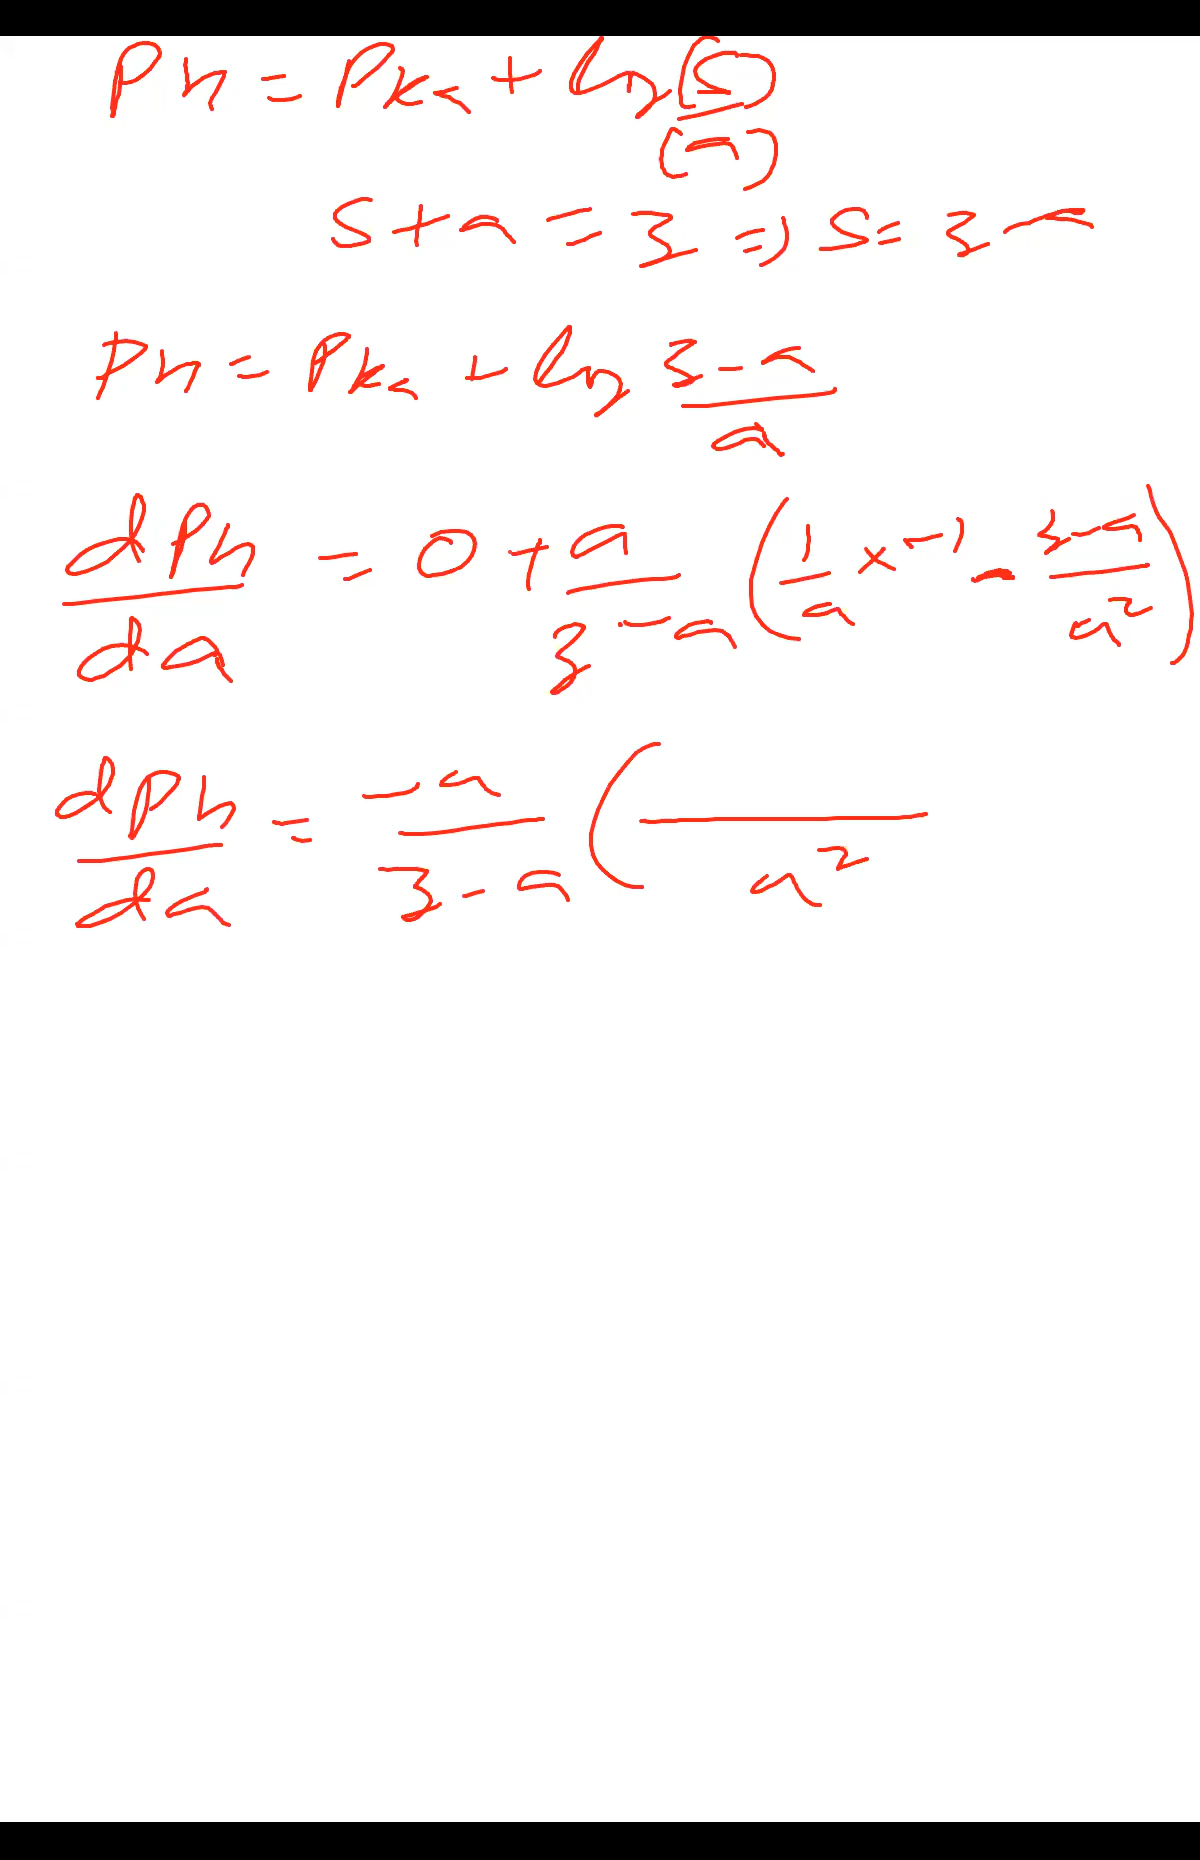 PH = Pka + log (S)/(a)
S + a = 3 => S = 3 - a
PH = Pka + log 3 - a / a
dPH/da = 0 + a/3-a (1/a x -1 - 3-a/a²)
dPH/da = -a/3-a ( /a²